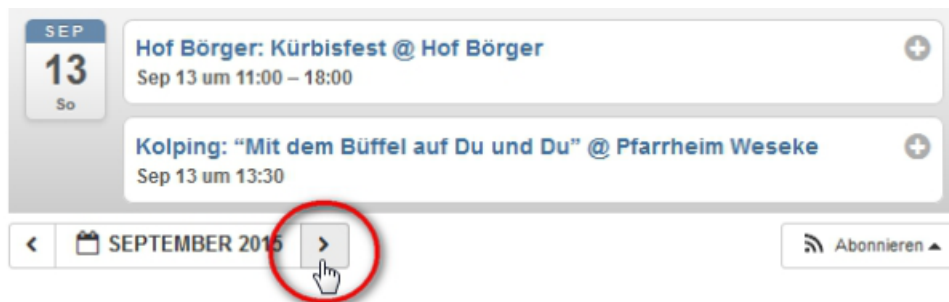 SEP
13
So
Hof Börger: Kürbisfest @ Hof Börger
Sep 13 um 11:00 – 18:00
Kolping: “Mit dem Büffel auf Du und Du” @ Pfarrheim Weseke
Sep 13 um 13:30
SEPTEMBER 2015
Abonnieren